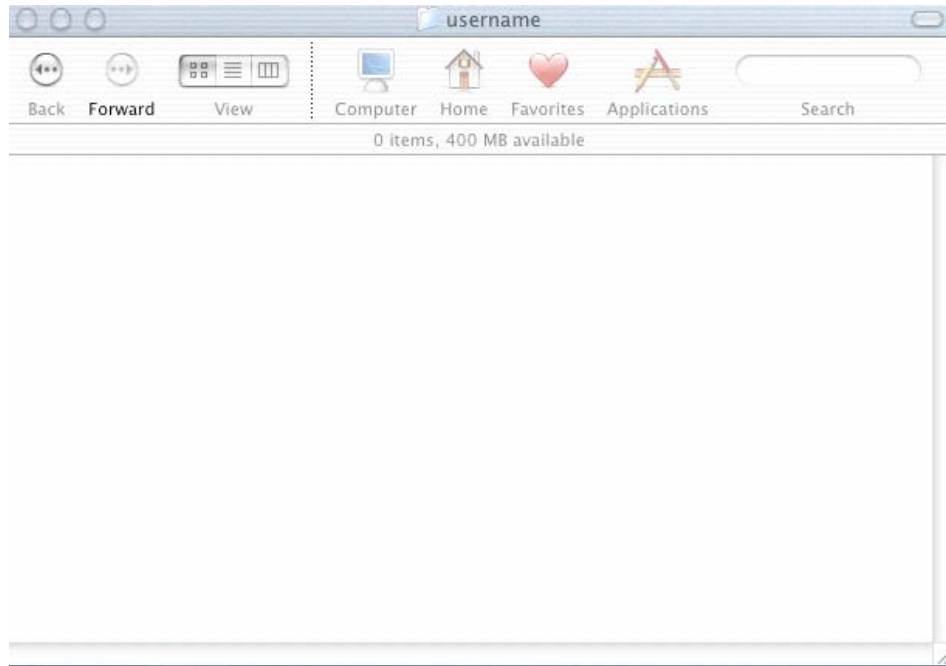 username
Back Forward View Computer Home Favorites Applications Search
0 items, 400 MB available